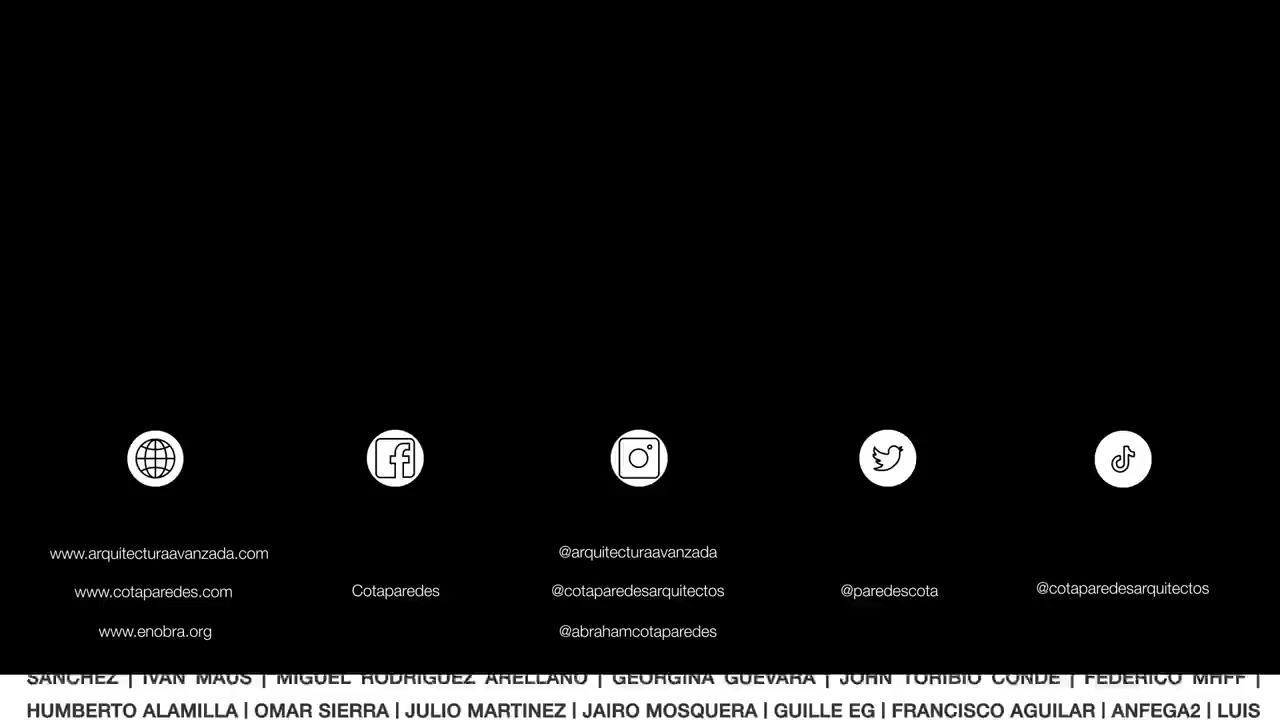 www.arquitecturaavanzada.com
www.cotaparedes.com
www.enobra.org
Cotaparedes
@arquitecturaavanzada
@cotaparedesarquitectos
@abrahamcotaparedes
@paredescota
@cotaparedesarquitectos
SANCHEZ | IVAN MAUS | MIGUEL RODRIGUEZ ARELLANO | GEORGINA GUEVARA | JOHN TORIBIO CONDE | FEDERICO MHFF |
HUMBERTO ALAMILLA | OMAR SIERRA | JULIO MARTINEZ | JAIRO MOSQUERA | GUILLE EG | FRANCISCO AGUILAR | ANFEGA2 | LUIS